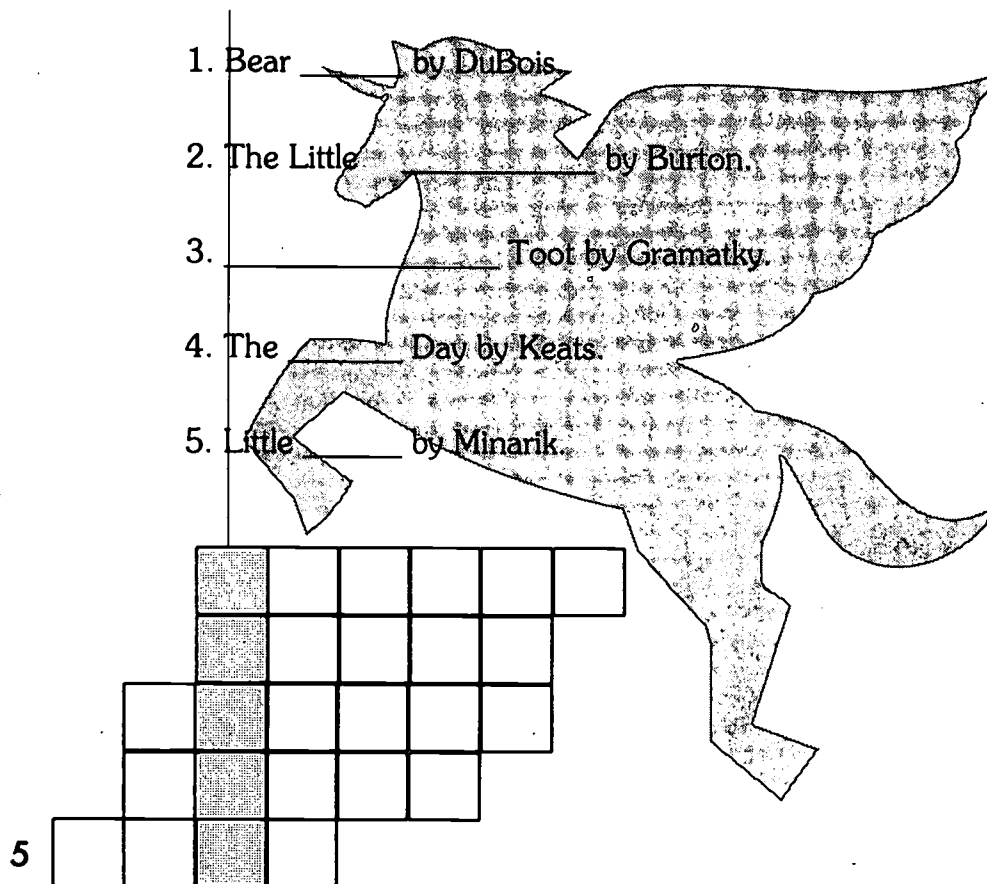 1. Bear ______ by DuBois.
2. The Little ______ by Burton.
3. ______ Toot by Gramatky.
4. The ______ Day by Keats.
5. Little ______ by Minarik.
5